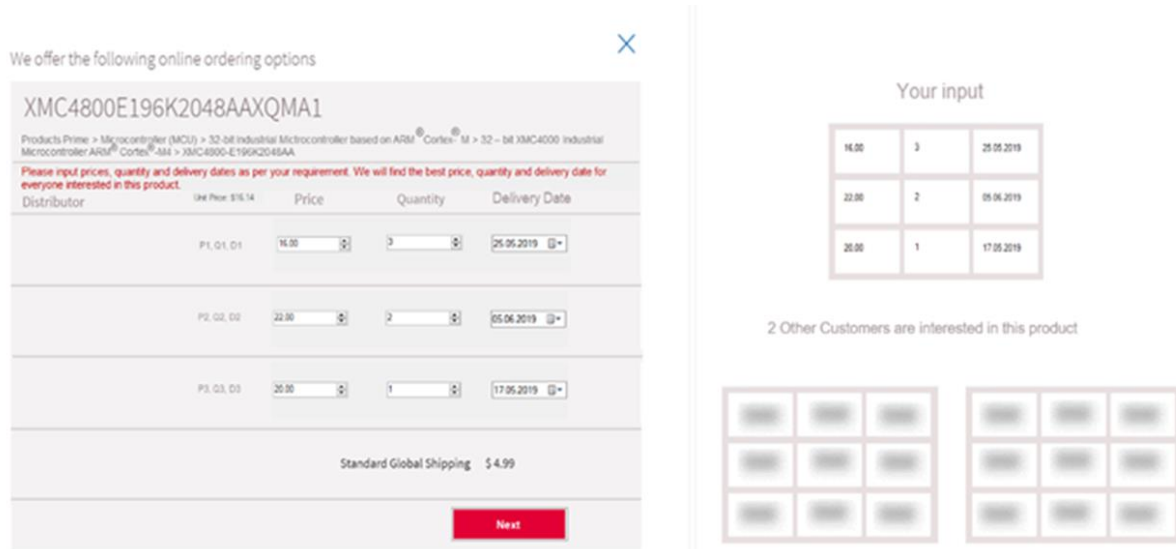 We offer the following online ordering options
XMC4800E196K2048AAXQMA1
Products Prime > Microcontroller (MCU) > 32-bit Industrial Mictrocontroller based on ARM® Cortex-® M > 32 – bit XMC4000 Industrial
Microcontroller ARM® Cortex®-M4 > XMC4800-E196K2048AA
Please input prices, quantity and delivery dates as per your requirement. We will find the best price, quantity and delivery date for
everyone interested in this product.
Distributor Unit Price: $16.14 Price Quantity Delivery Date
P1, Q1, D1 16.00 3 25.05.2019
P2, Q2, D2 22.00 2 05.06.2019
P3, Q3, D3 20.00 1 17.05.2019
Standard Global Shipping $ 4.99
Next
Your input
16.00 3 25.05.2019
22.00 2 05.06.2019
20.00 1 17.05.2019
2 Other Customers are interested in this product